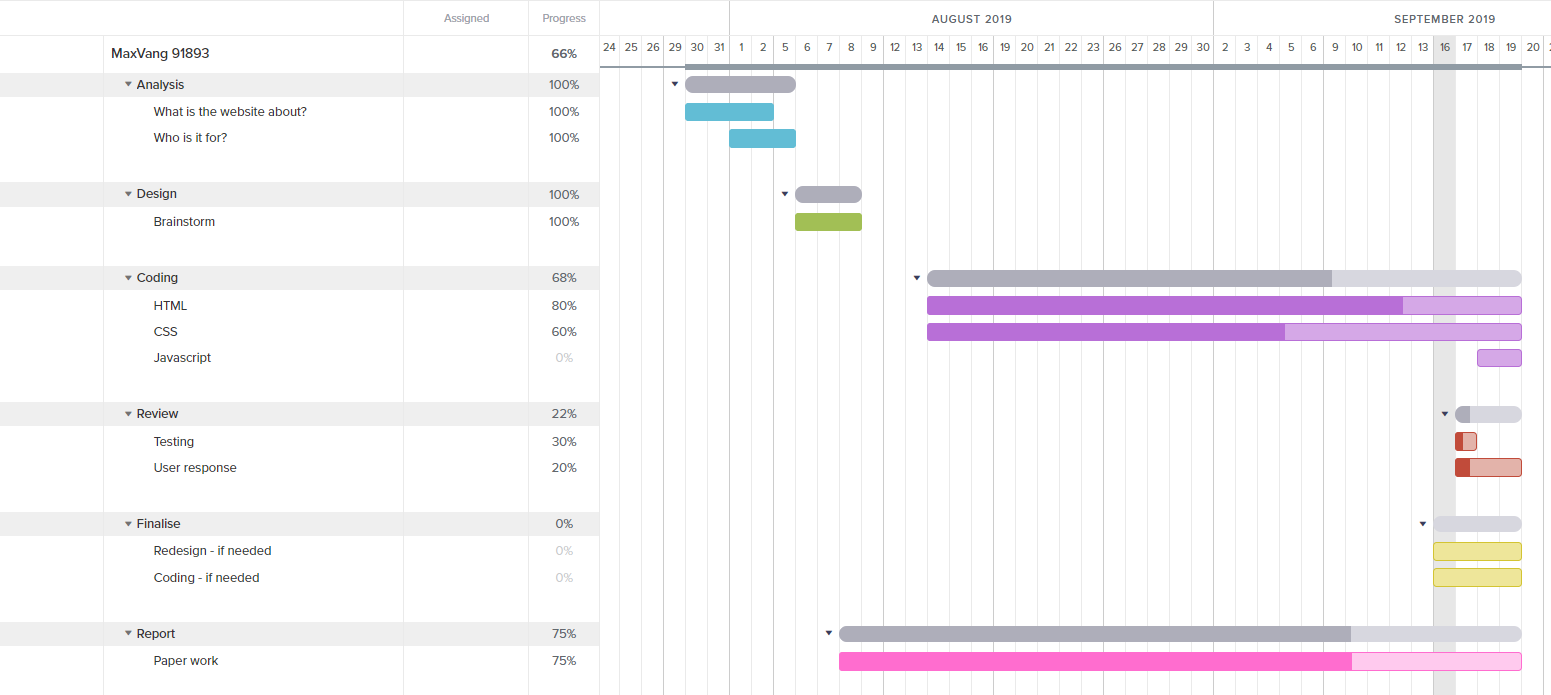 AUGUST 2019 SEPTEMBER 2019
Assigned Progress
24 25 26 29 30 31 1 2 5 6 7 8 9 12 13 14 15 16 19 20 21 22 23 26 27 28 29 30 2 3 4 5 6 9 10 11 12 13 16 17 18 19 20
MaxVang 91893 66%
Analysis 100%
What is the website about? 100%
Who is it for? 100%
Design 100%
Brainstorm 100%
Coding 68%
HTML 80%
CSS 60%
Javascript 0%
Review 22%
Testing 30%
User response 20%
Finalise 0%
Redesign - if needed 0%
Coding - if needed 0%
Report 75%
Paper work 75%